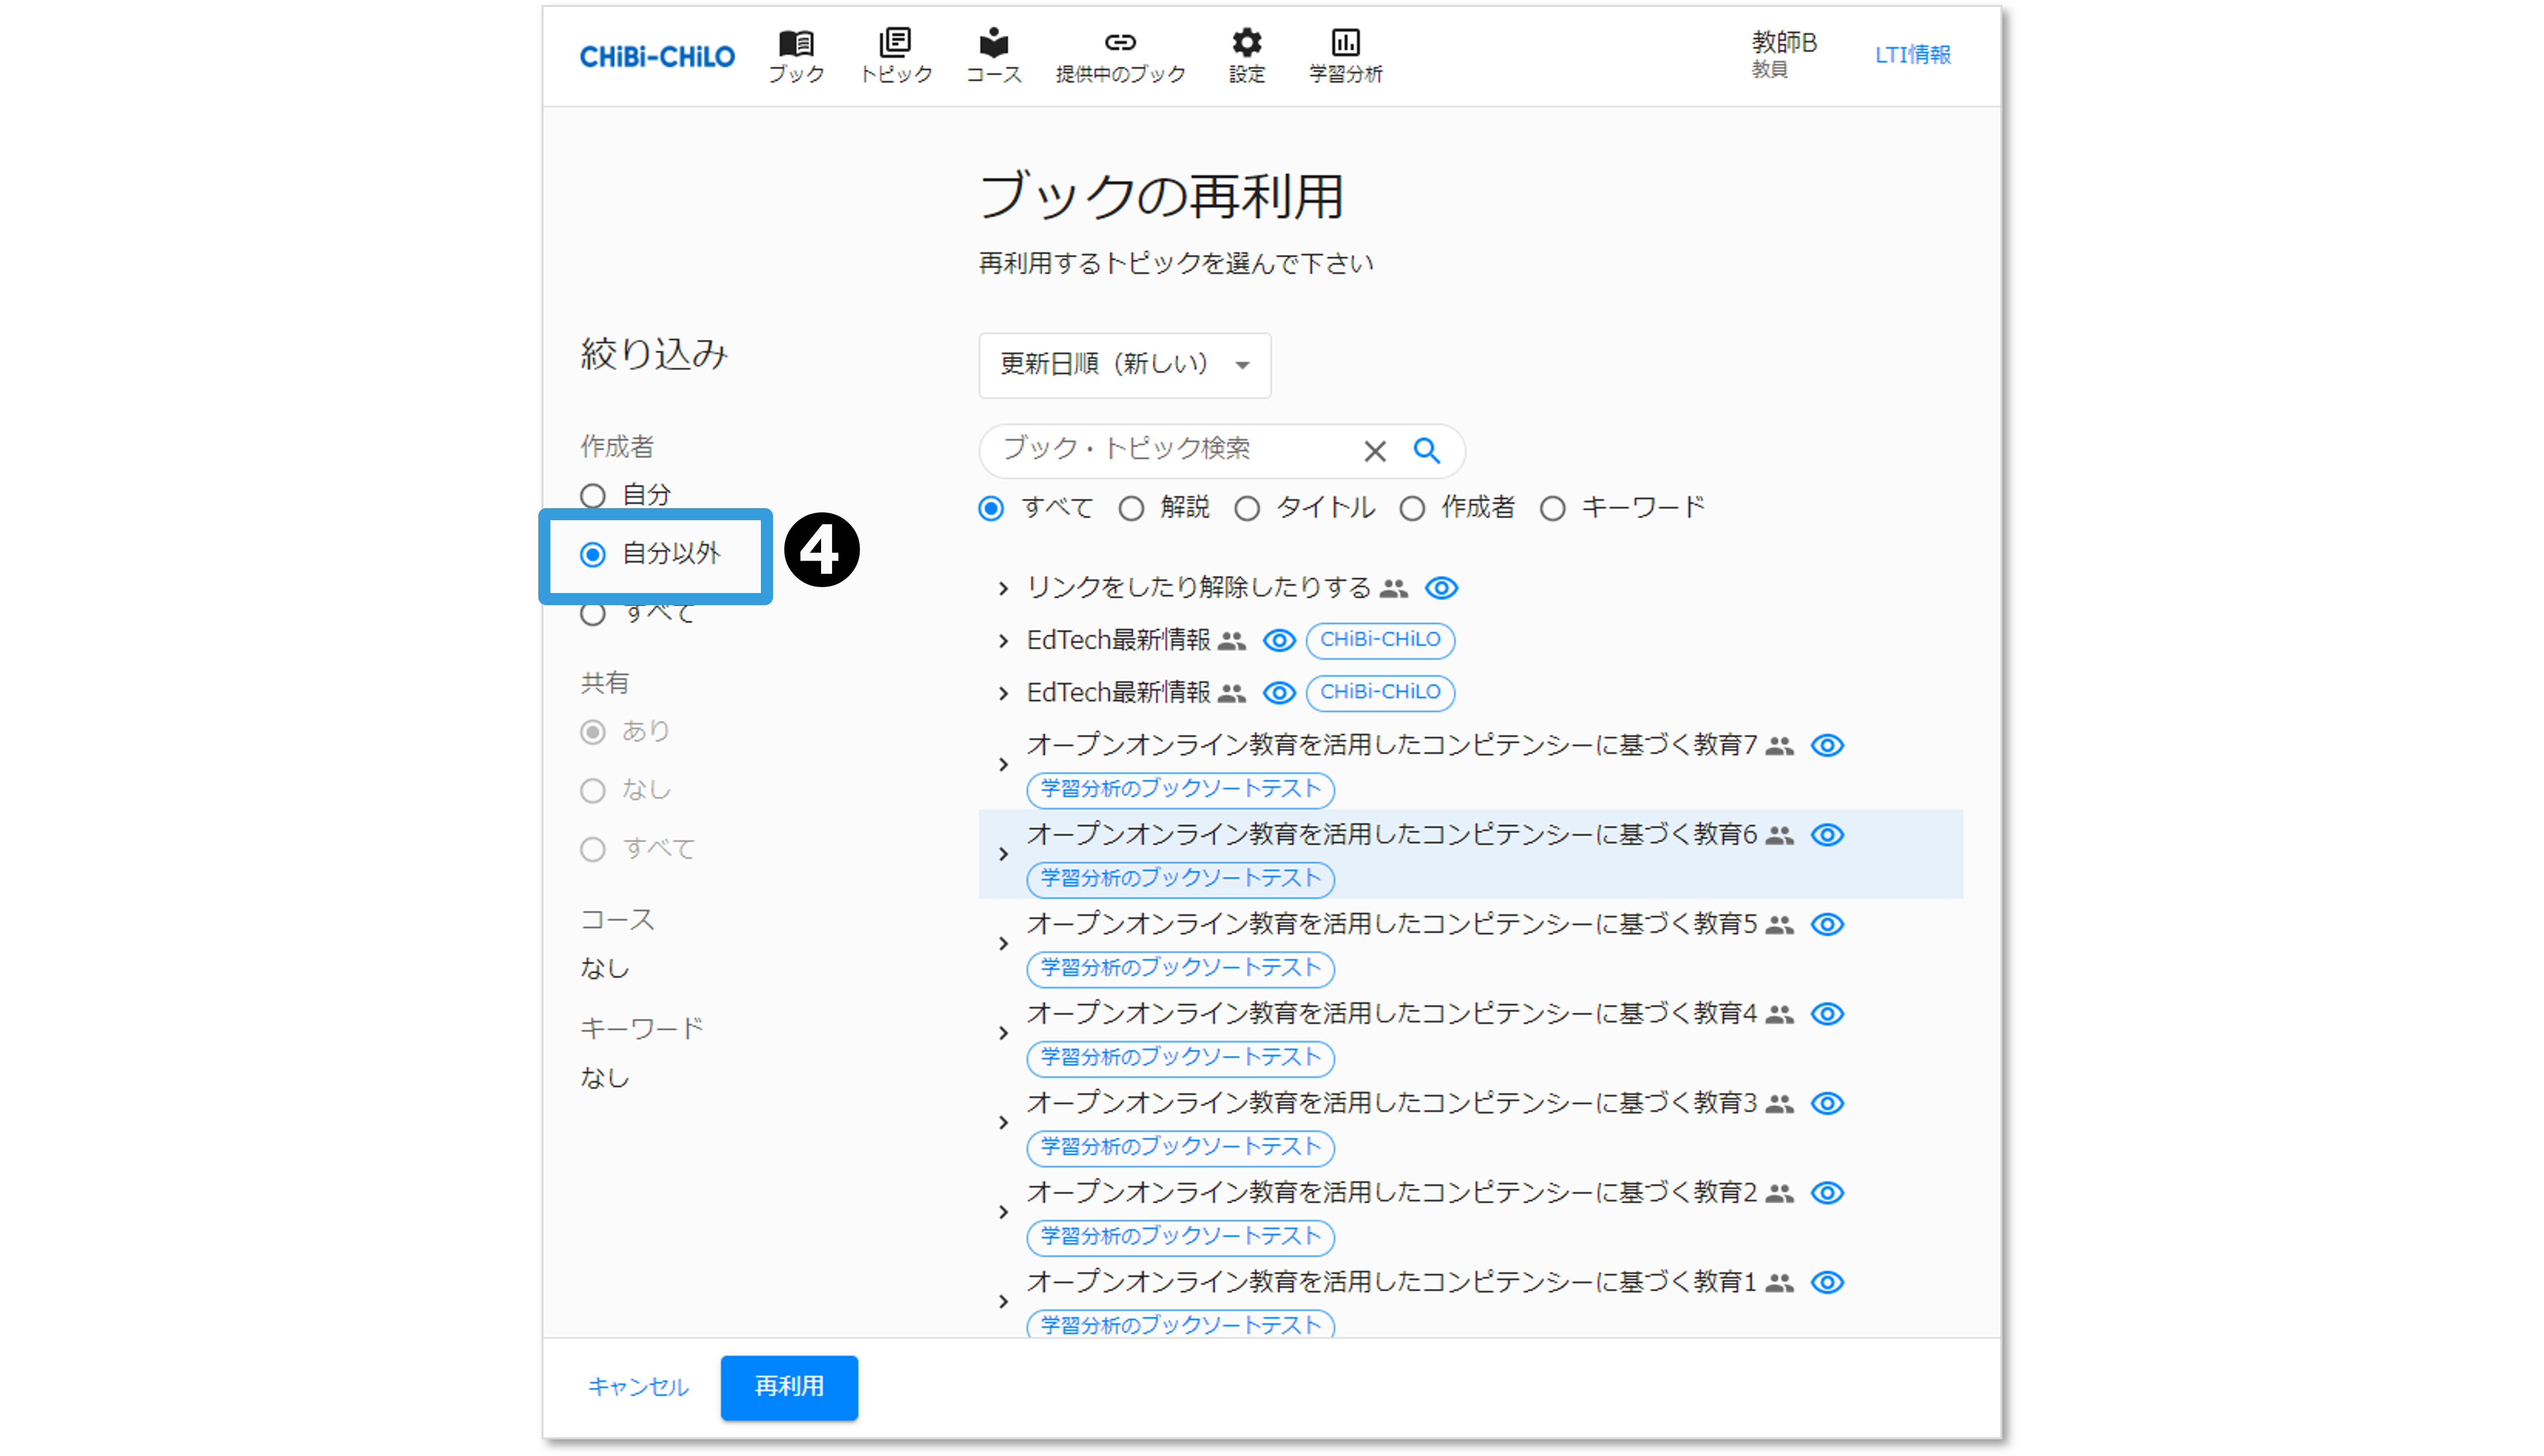 CHiBi-CHiLO
ブック
トピック
コース
提供中のブック
設定
学習分析
教師B
教員
LTI情報
ブックの再利用
再利用するトピックを選んで下さい
絞り込み
作成者
自分
自分以外
4
すべて
共有
あり
なし
すべて
コース
なし
キーワード
なし
更新日順（新しい）
ブック・トピック検索
すべて 解説 タイトル 作成者 キーワード
リンクをしたり解除したりする
EdTech最新情報 CHiBi-CHiLO
EdTech最新情報 CHiBi-CHiLO
オープンオンライン教育を活用したコンピテンシーに基づく教育7
学習分析のブックソートテスト
オープンオンライン教育を活用したコンピテンシーに基づく教育6
学習分析のブックソートテスト
オープンオンライン教育を活用したコンピテンシーに基づく教育5
学習分析のブックソートテスト
オープンオンライン教育を活用したコンピテンシーに基づく教育4
学習分析のブックソートテスト
オープンオンライン教育を活用したコンピテンシーに基づく教育3
学習分析のブックソートテスト
オープンオンライン教育を活用したコンピテンシーに基づく教育2
学習分析のブックソートテスト
オープンオンライン教育を活用したコンピテンシーに基づく教育1
学習分析のブックソートテスト
キャンセル
再利用